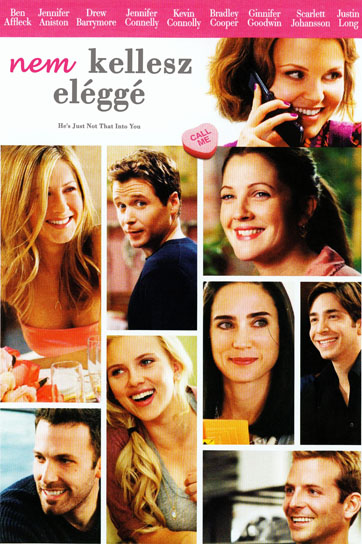 Ben Jennifer Drew Jennifer Kevin Bradley Ginnifer Scarlett Justin
Affleck Aniston Barrymore Connelly Connolly Cooper Goodwin Johansson Long
nem kellesz
eléggé
He's Just Not That Into You
CALL
ME